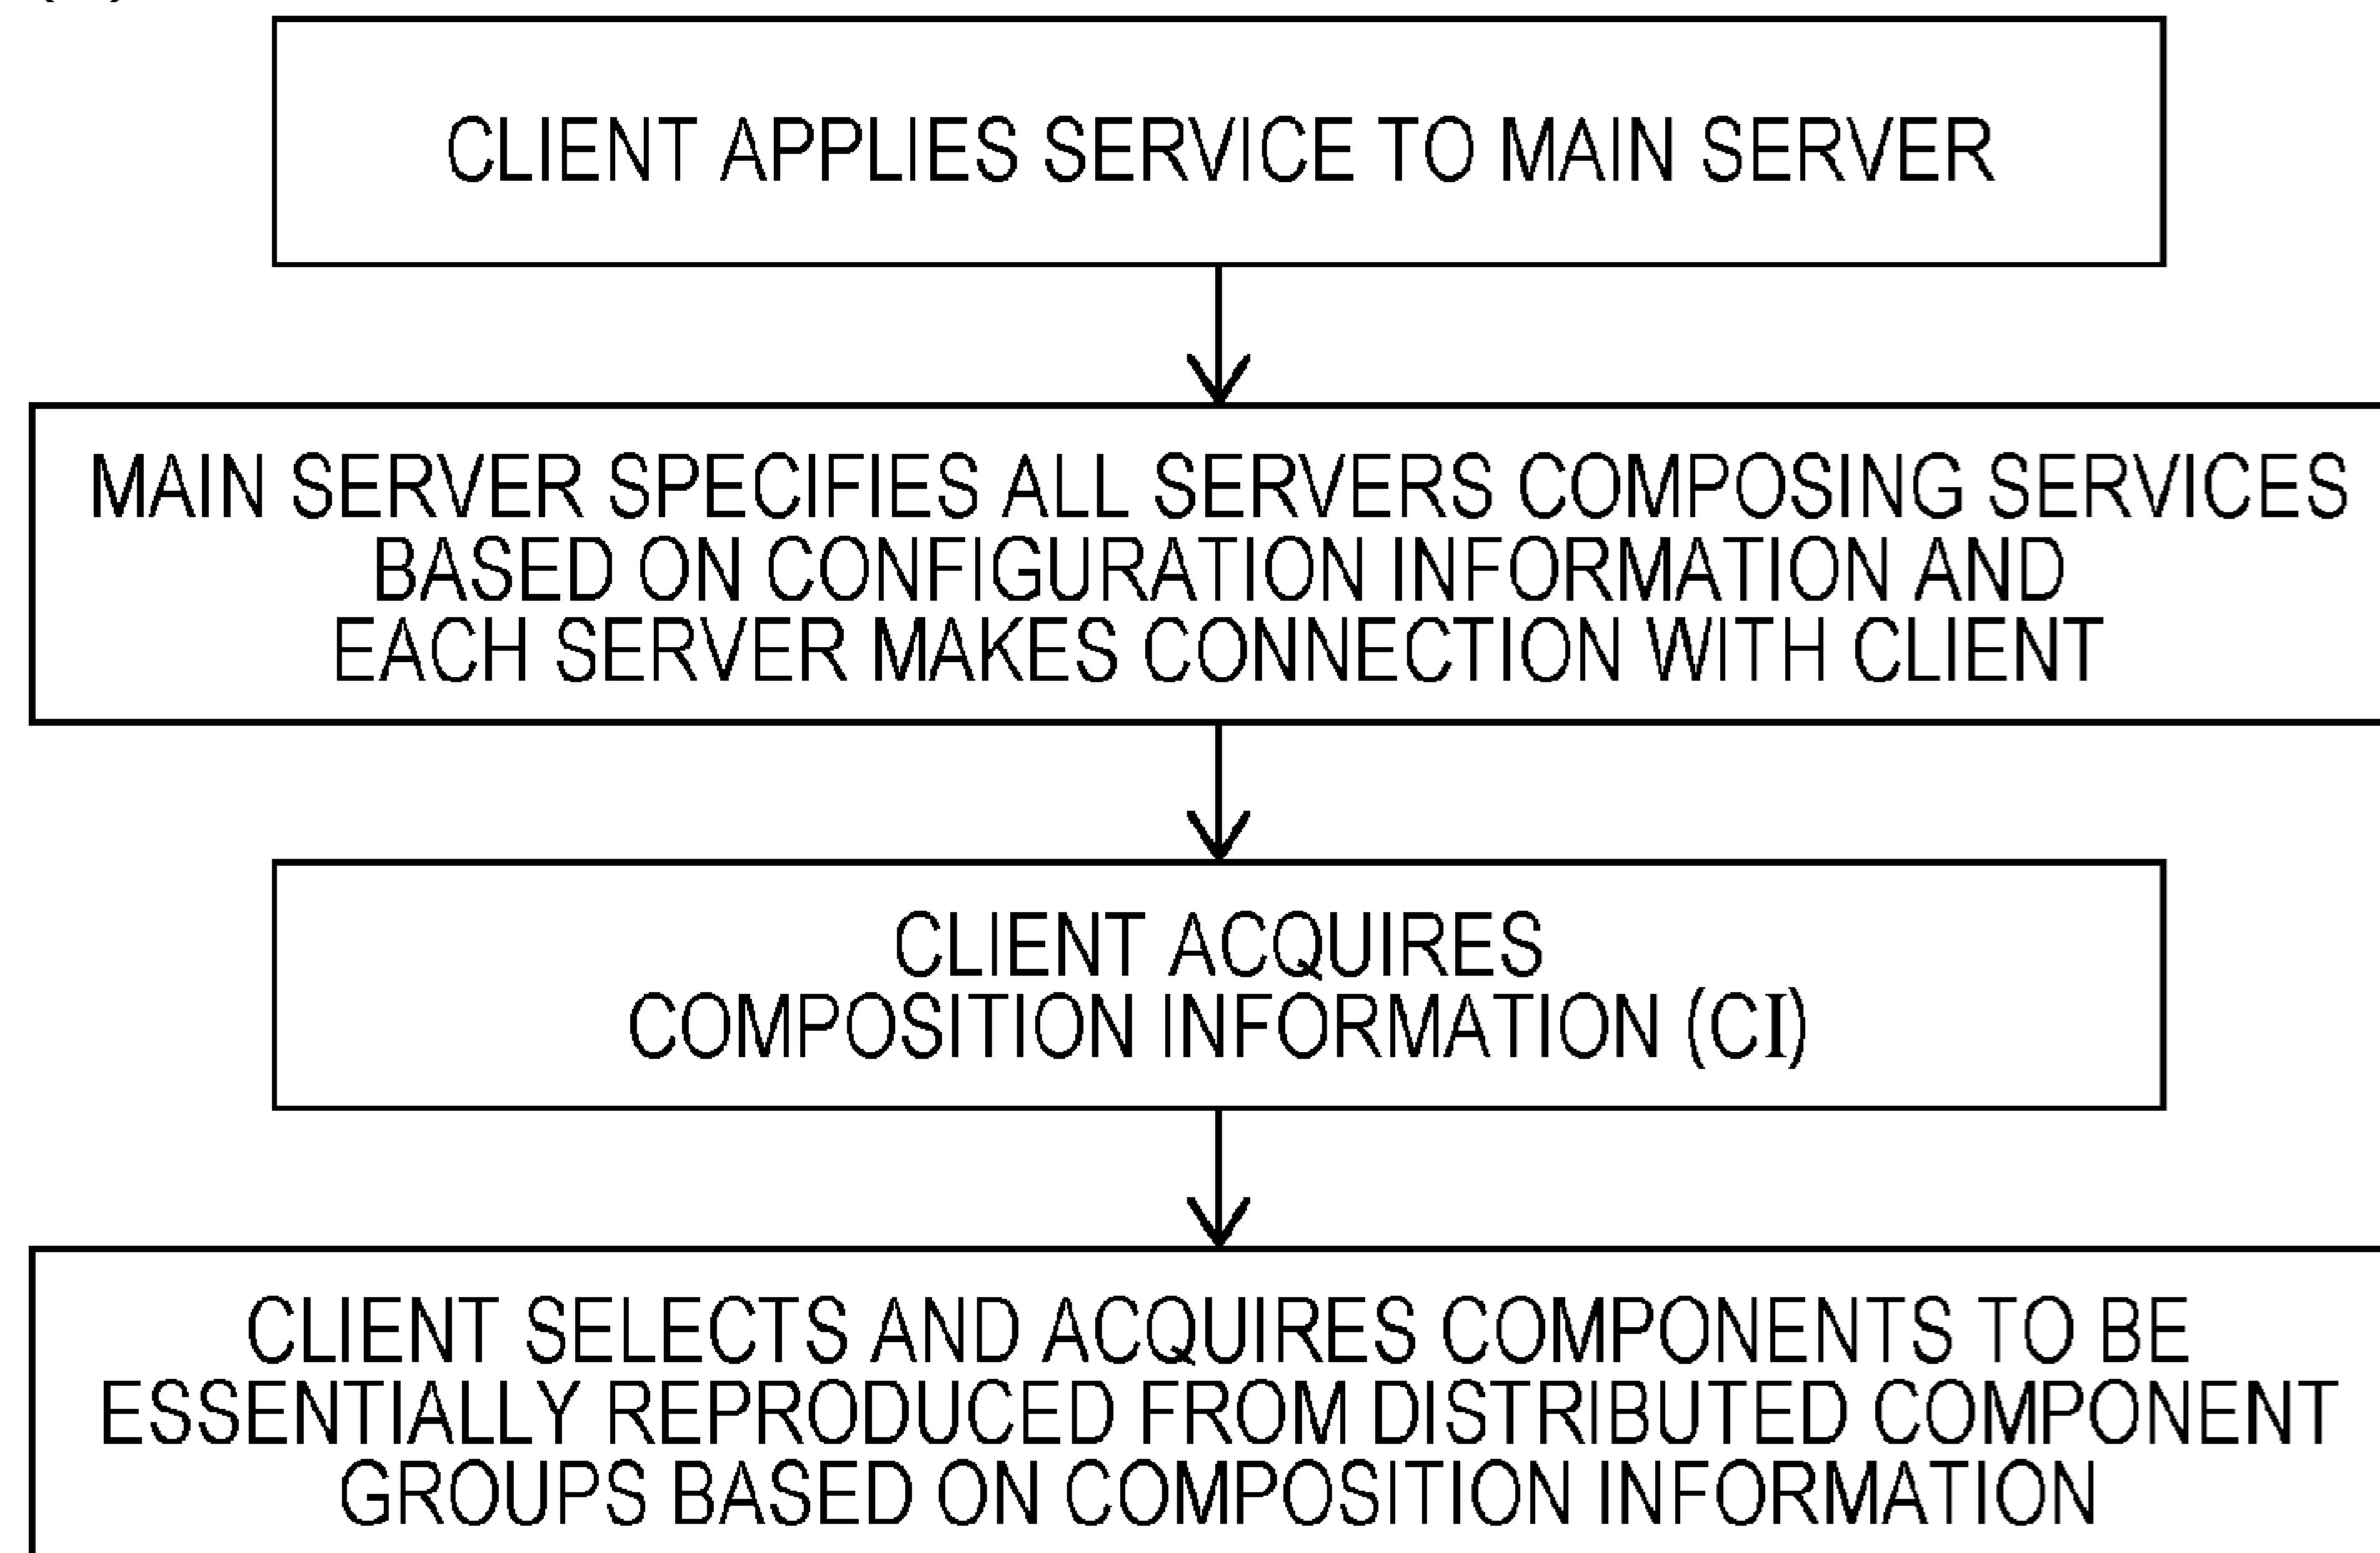 CLIENT APPLIES SERVICE TO MAIN SERVER
MAIN SERVER SPECIFIES ALL SERVERS COMPOSING SERVICES
BASED ON CONFIGURATION INFORMATION AND
EACH SERVER MAKES CONNECTION WITH CLIENT
CLIENT ACQUIRES
COMPOSITION INFORMATION (CI)
CLIENT SELECTS AND ACQUIRES COMPONENTS TO BE
ESSENTIALLY REPRODUCED FROM DISTRIBUTED COMPONENT
GROUPS BASED ON COMPOSITION INFORMATION